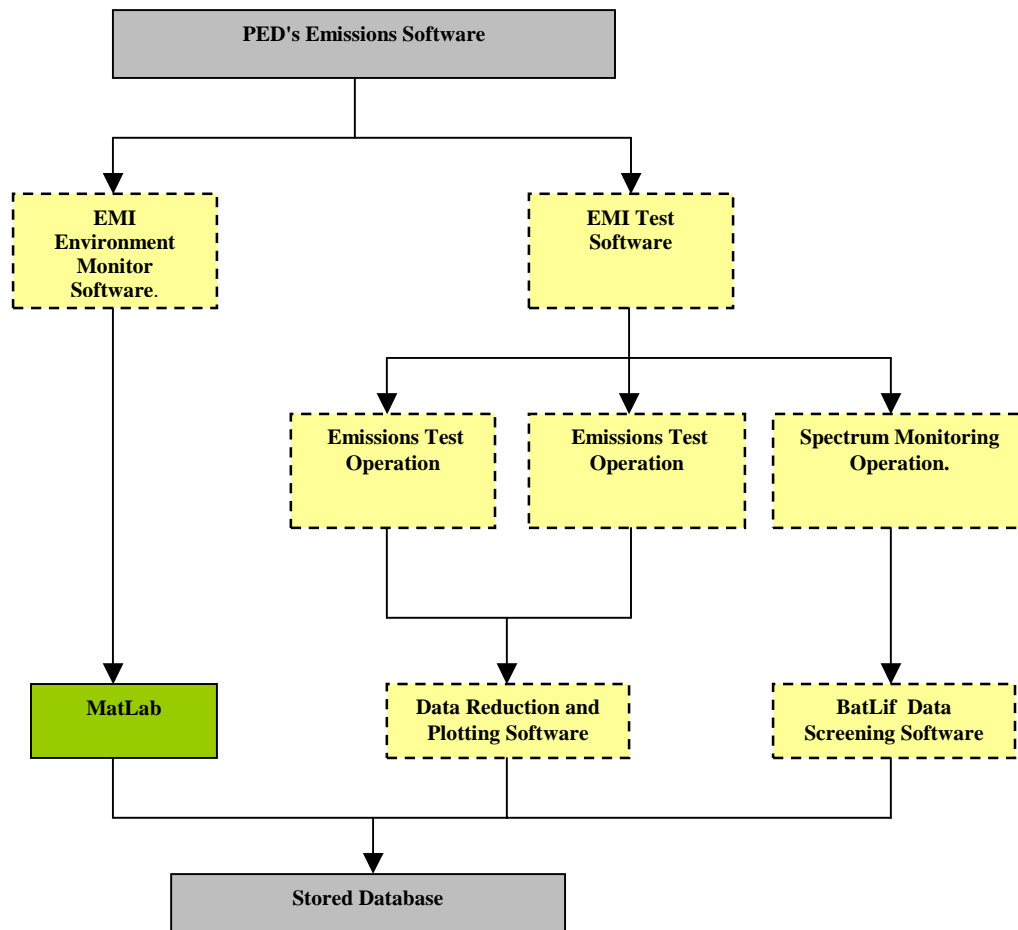 PED's Emissions Software
EMI
Environment
Monitor
Software.
EMI Test
Software
Emissions Test
Operation
Emissions Test
Operation
Spectrum Monitoring
Operation.
MatLab
Data Reduction and
Plotting Software
BatLif Data
Screening Software
Stored Database